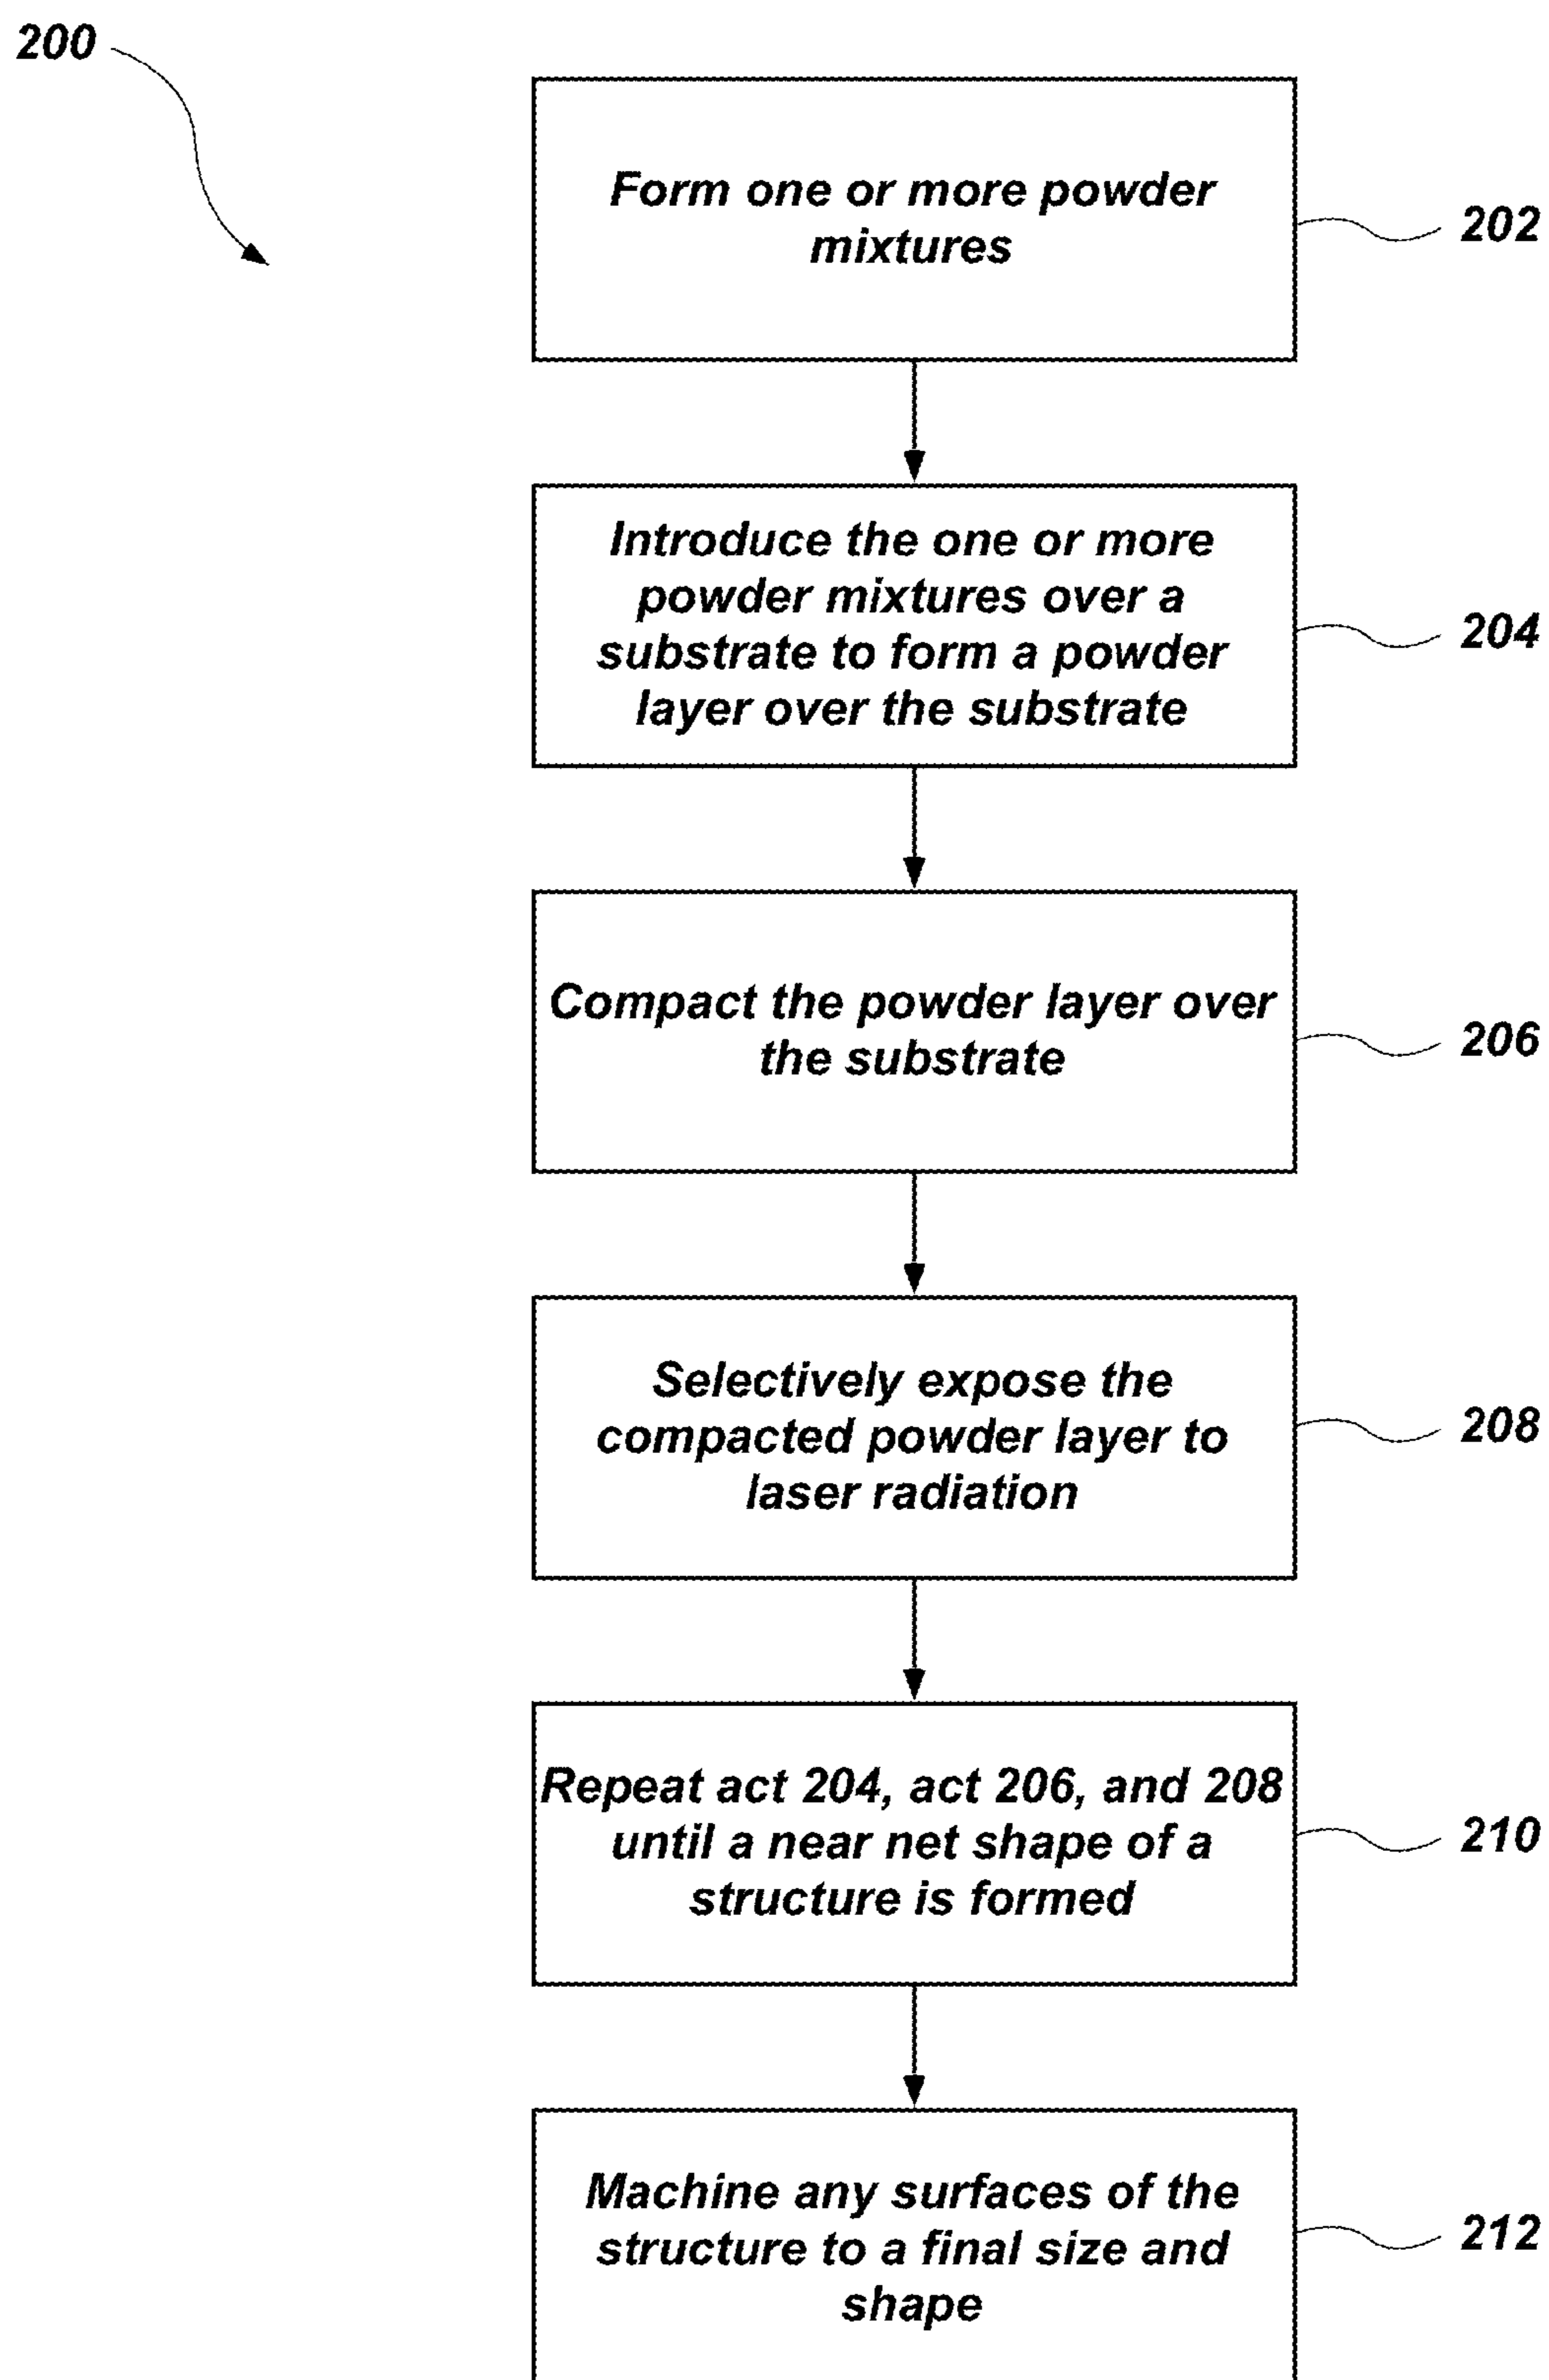 200
Form one or more powder
mixtures
202
Introduce the one or more
powder mixtures over a
substrate to form a powder
layer over the substrate
204
Compact the powder layer over
the substrate
206
Selectively expose the
compacted powder layer to
laser radiation
208
Repeat act 204, act 206, and 208
until a near net shape of a
structure is formed
210
Machine any surfaces of the
structure to a final size and
shape
212